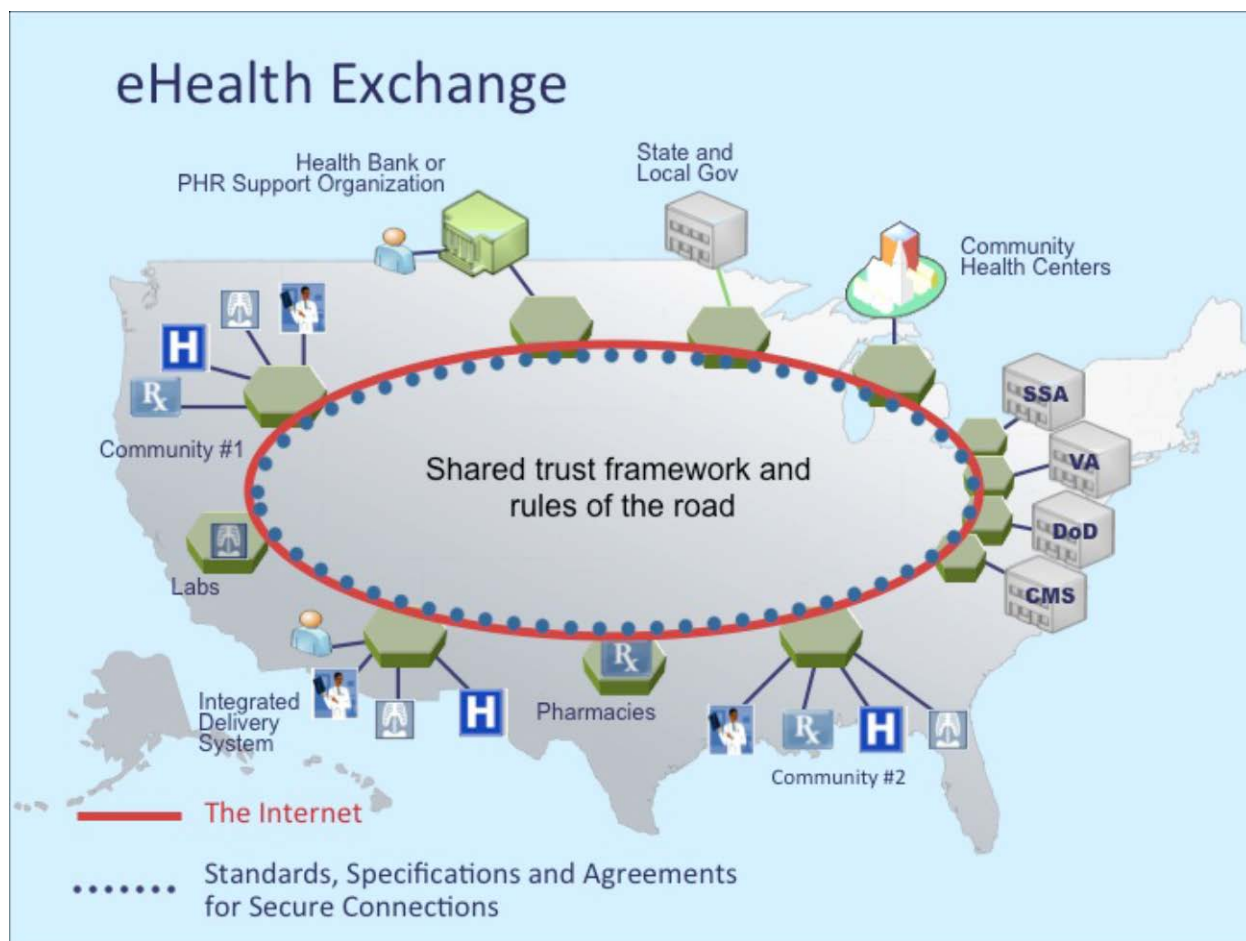 eHealth Exchange
Health Bank or
PHR Support Organization
State and
Local Gov
Community
Health Centers
SSA
VA
DoD
CMS
H
Rx
Community #1
Shared trust framework and
rules of the road
Labs
Integrated
Delivery
System
H
Rx
Pharmacies
Rx
H
Community #2
The Internet
Standards, Specifications and Agreements
for Secure Connections